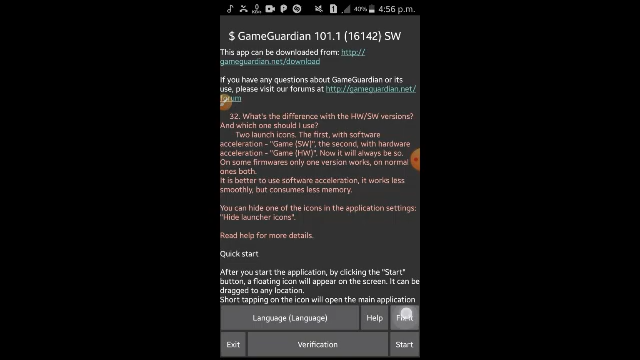 40% 4:56 p.m.
$ GameGuardian 101.1 (16142) SW
This app can be downloaded from: http://
gameguardian.net/download
If you have any questions about GameGuardian or its
use, please visit our forums at http://gameguardian.net/
forum
32. What's the difference with the HW/SW versions?
And which one should I use?
Two launch icons. The first, with software
acceleration - "Game (SW)", the second, with hardware
acceleration - "Game (HW)". Now it will always be so.
On some firmwares only one version works, on normal
ones both.
It is better to use software acceleration, it works less
smoothly, but consumes less memory.
You can hide one of the icons in the application settings:
"Hide launcher icons".
Read help for more details.
Quick start
After you start the application, by clicking the "Start"
button, a floating icon will appear on the screen. It can be
dragged to any location.
Short tapping on the icon will open the main application
Language (Language) Help
Exit Verification Start